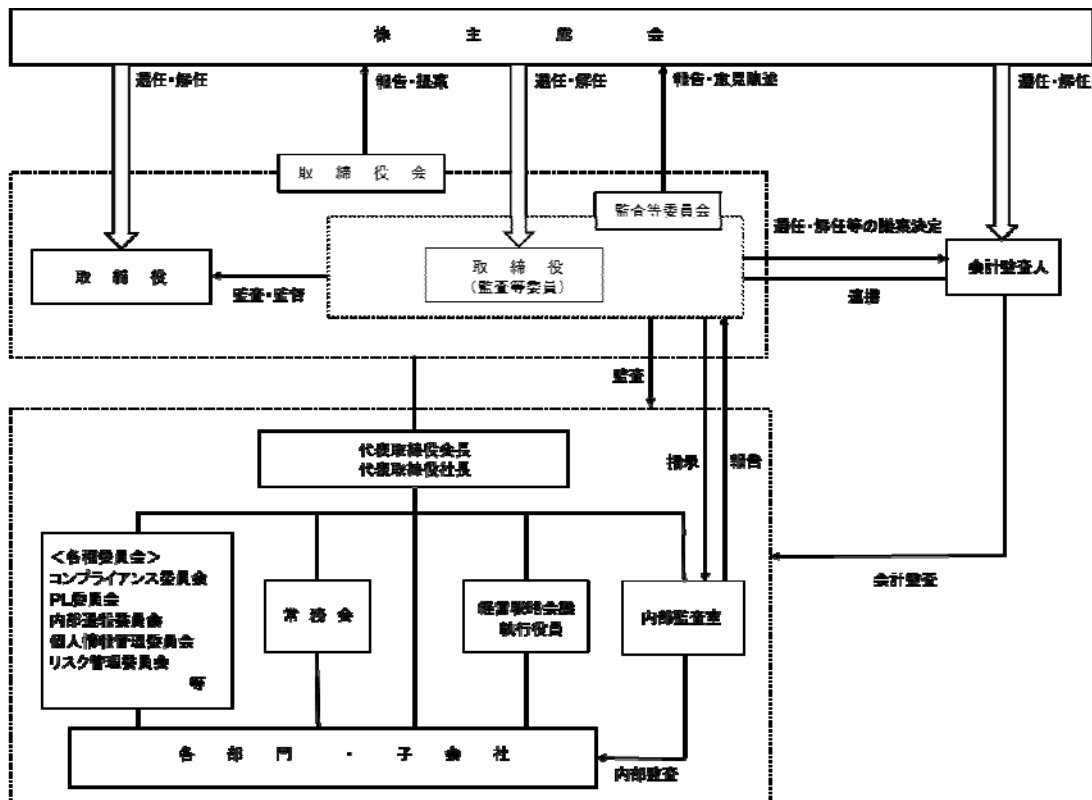 株主総会
選任・解任
報告・提案
選任・解任
報告・意見陳述
選任・解任
取締役会
監査等委員会
選任・解任等の議案決定
取締役
監査・監督
取締役
(監査等委員)
会計監査人
連携
監査
代表取締役会長
代表取締役社長
指示
報告
<各種委員会>
コンプライアンス委員会
PL委員会
内部通報委員会
個人情報管理委員会
リスク管理委員会
等
常務会
経営戦略会議
執行役員
内部監査室
会計監査
各部門・子会社
内部監査